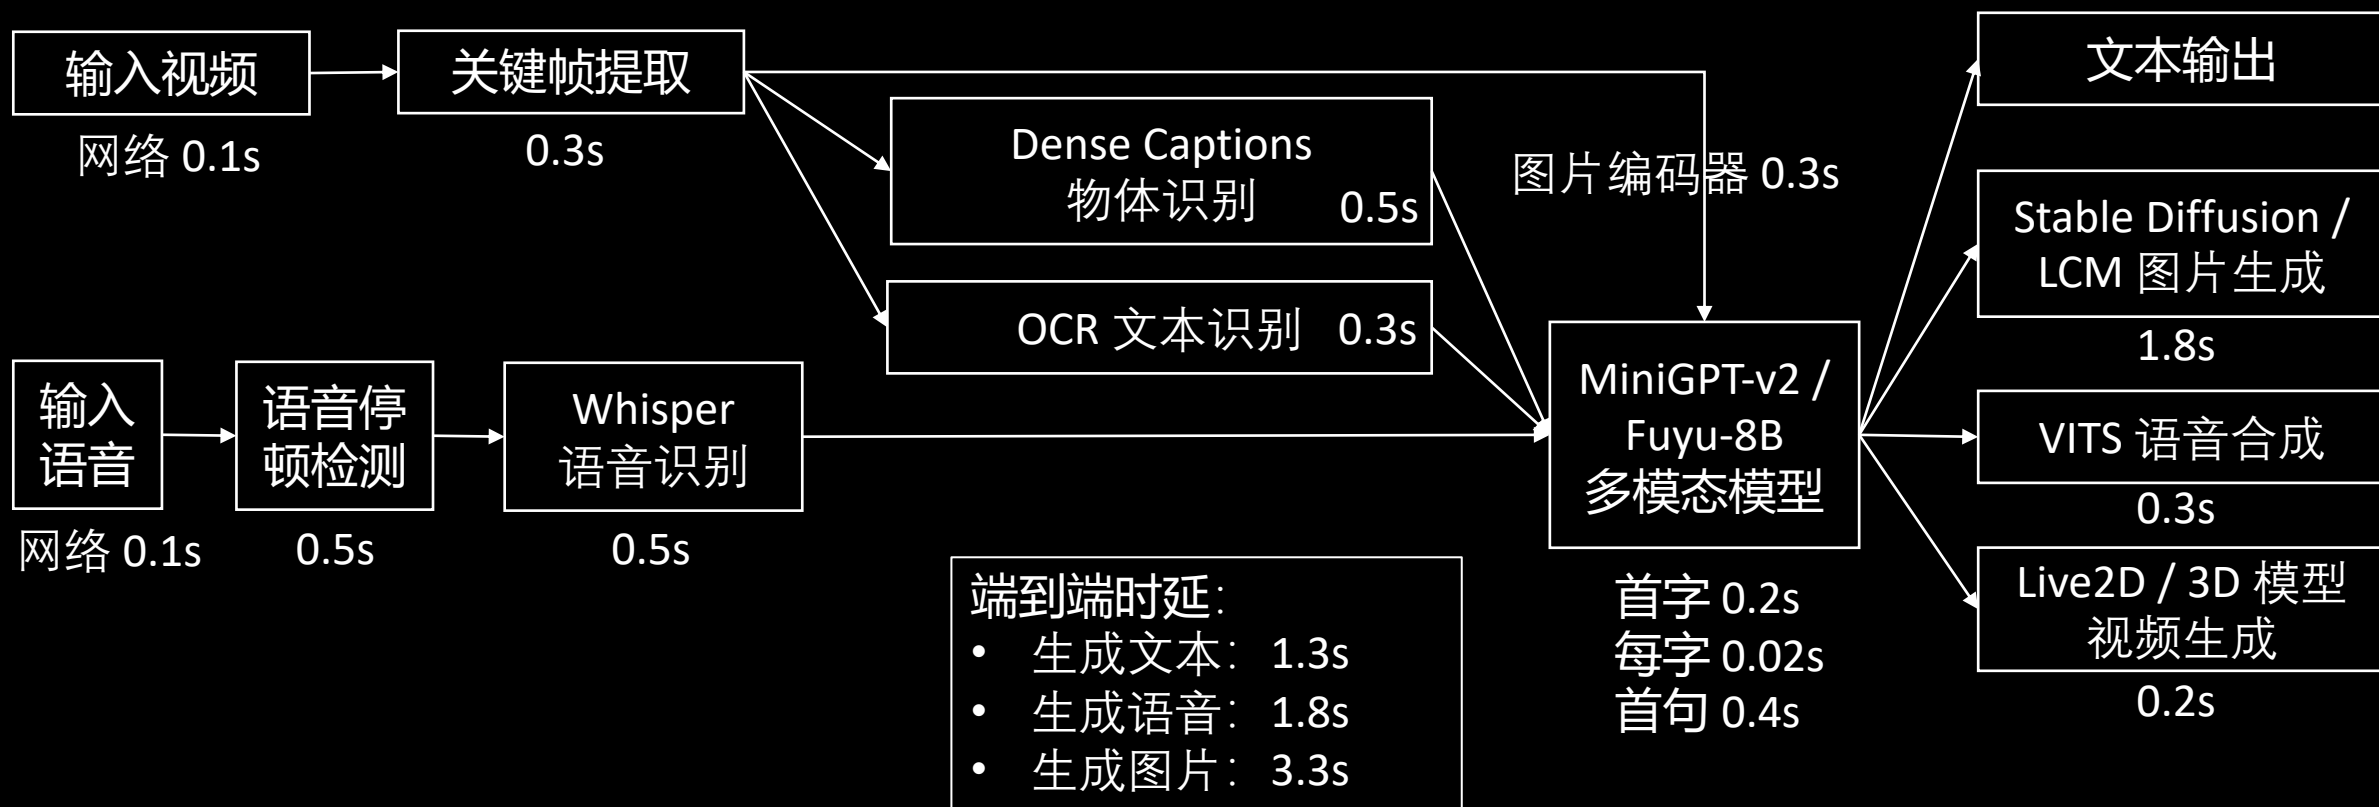 输入视频
网络 0.1s
关键帧提取
0.3s
Dense Captions
物体识别 0.5s
OCR 文本识别 0.3s
图片编码器 0.3s
输入
语音
网络 0.1s
语音停
顿检测
0.5s
Whisper
语音识别
0.5s
MiniGPT-v2 /
Fuyu-8B
多模态模型
首字 0.2s
每字 0.02s
首句 0.4s
文本输出
Stable Diffusion /
LCM 图片生成
1.8s
VITS 语音合成
0.3s
Live2D / 3D 模型
视频生成
0.2s
端到端时延：
• 生成文本： 1.3s
• 生成语音： 1.8s
• 生成图片： 3.3s